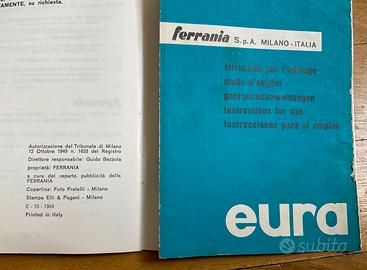 AMENTE, su richiesta.
Autorizzazione del Tribunale di Milano
12 Ottobre 1949 n. 1633 del Registro
Direttore responsabile: Guido Bezzola
proprietà: FERRANIA
a cura del reparto pubblicità della
FERRANIA
Copertina: Foto Fratelli - Milano
Stampa Elli & Pagani - Milano
E - 10 - 1964
Printed in Italy
ferrania S.p.A. MILANO - ITALIA
istruzioni per l'impiego
mode d'emploi
gebrauchsanweisungen
instructions for use
instrucciones para el empleo
eura
subito